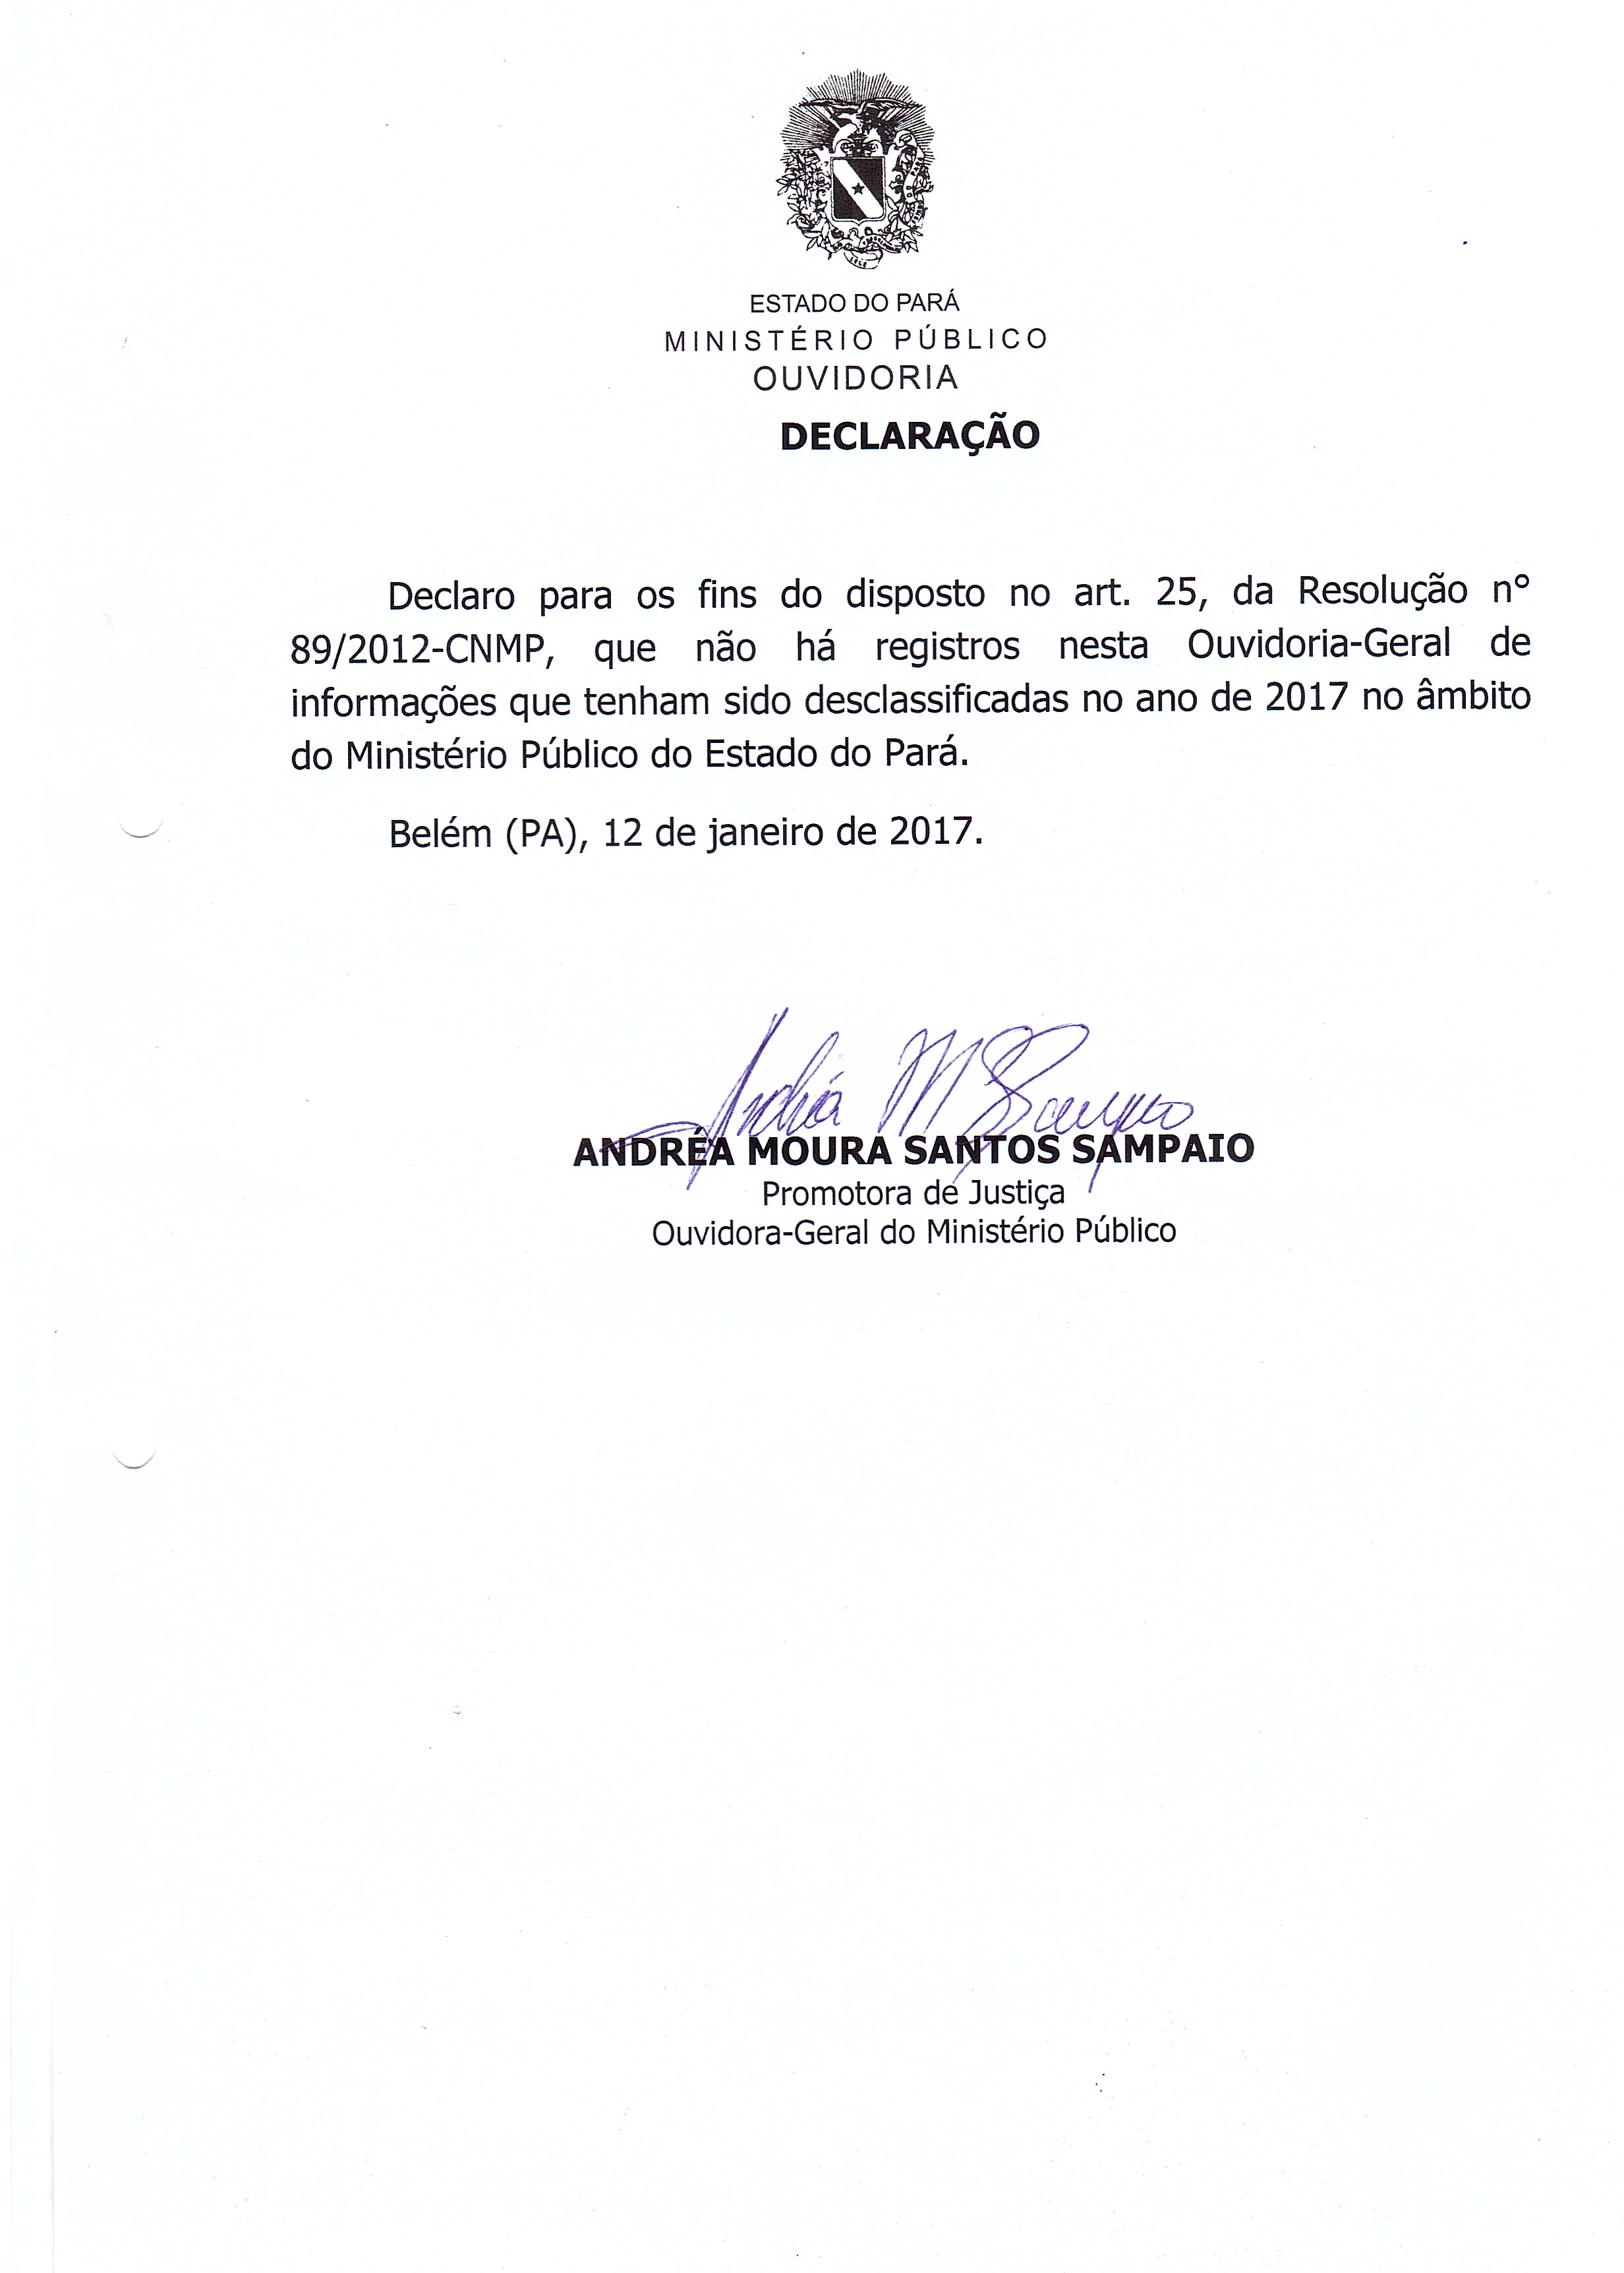 ESTADO DO PARÁ
MINISTÉRIO PÚBLICO
OUVIDORIA
DECLARAÇÃO
Declaro para os fins do disposto no art. 25, da Resolução n°
89/2012-CNMP, que não há registros nesta Ouvidoria-Geral de
informações que tenham sido desclassificadas no ano de 2017 no âmbito
do Ministério Público do Estado do Pará.
Belém (PA), 12 de janeiro de 2017.
Andréa M S Sampaio
ANDRÉA MOURA SANTOS SAMPAIO
Promotora de Justiça
Ouvidora-Geral do Ministério Público